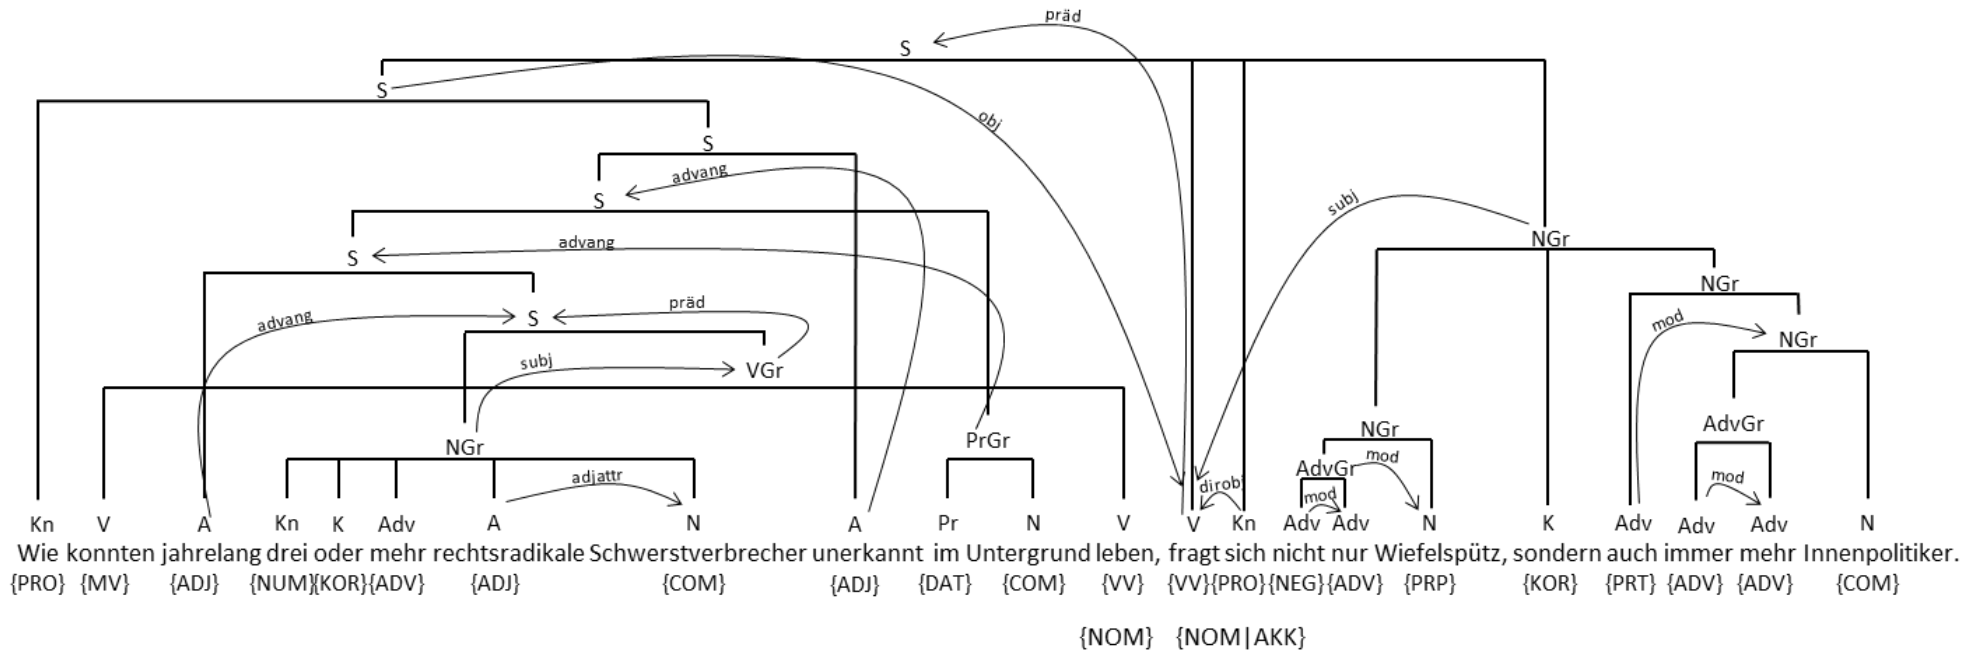 präd
S
S
obj
S
advang
S
subj
advang
S
NGr
NGr
präd
advang
S
mod
NGr
subj
VGr
AdvGr
NGr
NGr
PrGr
mod
AdvGr
adjattr
dirobj
mod
mod
Kn V A Kn K Adv A N A Pr N V V Kn Adv Adv N K Adv Adv Adv N
Wie konnten jahrelang drei oder mehr rechtsradikale Schwerstverbrecher unerkannt im Untergrund leben, fragt sich nicht nur Wiefelspütz, sondern auch immer mehr Innenpolitiker.
{PRO} {MV} {ADJ} {NUM}{KOR}{ADV} {ADJ} {COM} {ADJ} {DAT} {COM} {VV} {VV}{PRO}{NEG}{ADV} {PRP} {KOR} {PRT} {ADV} {ADV} {COM}
{NOM} {NOM|AKK}